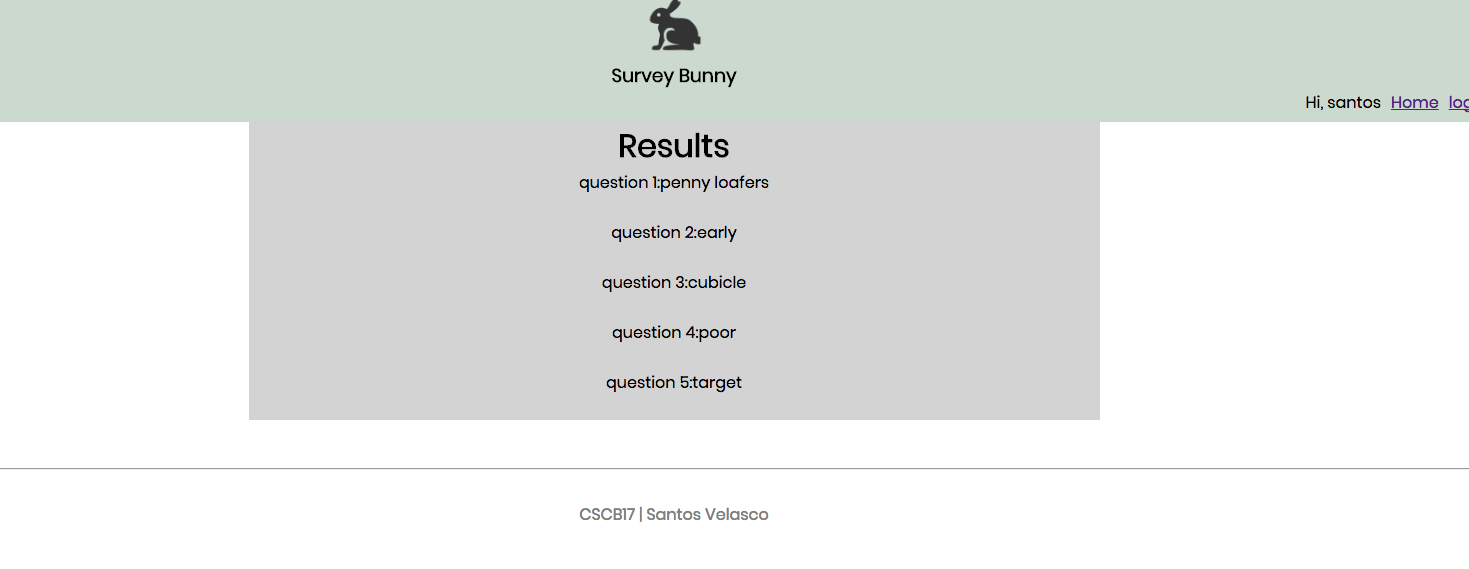 Survey Bunny
Hi, santos Home log
Results
question 1:penny loafers
question 2:early
question 3:cubicle
question 4:poor
question 5:target
CSCB17 | Santos Velasco